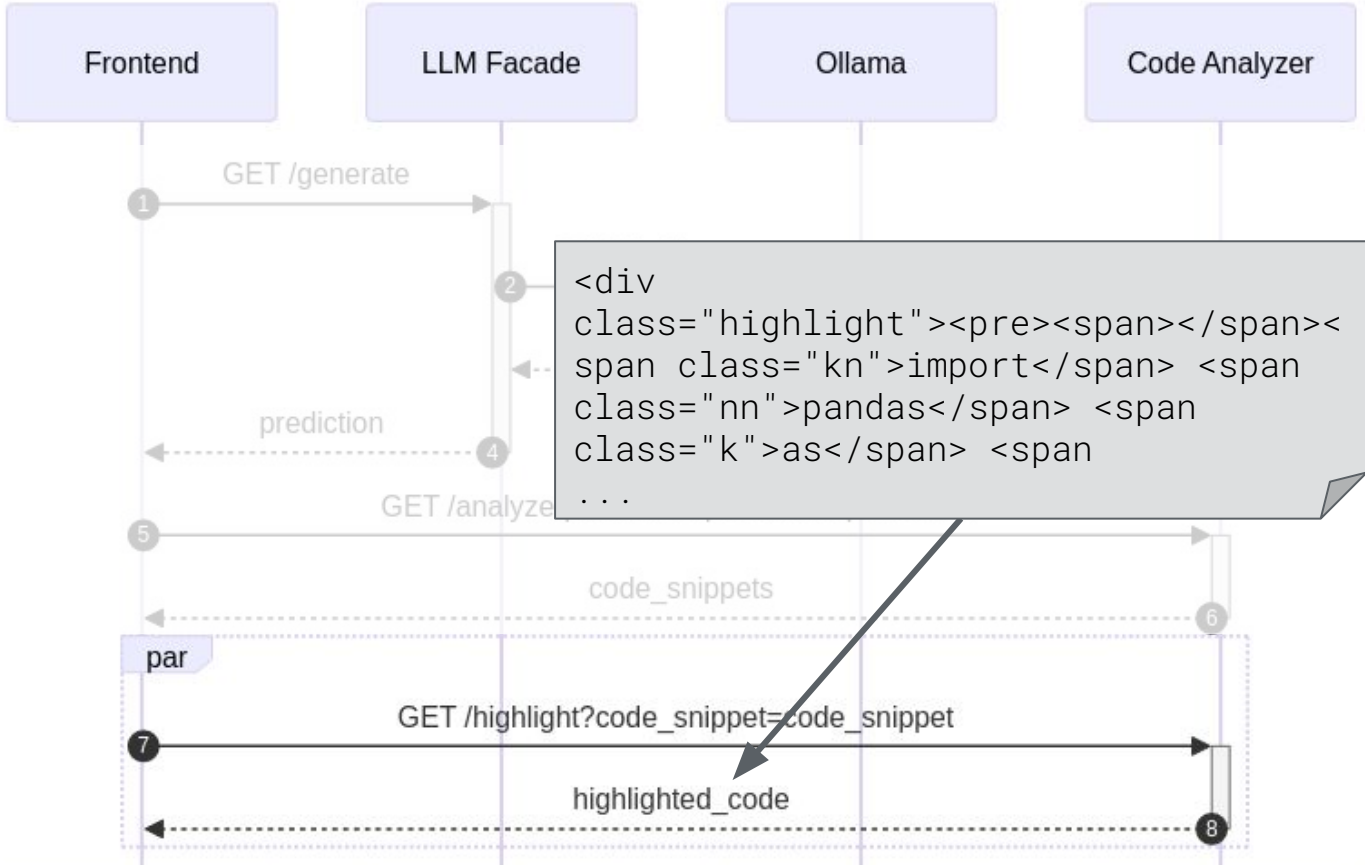 Frontend
LLM Facade
Ollama
Code Analyzer
GET /generate
1
2
<div
class="highlight"><pre><span></span><
span class="kn">import</span> <span
class="nn">pandas</span> <span
class="k">as</span> <span
...
prediction
4
GET /analyze
5
code_snippets
6
par
GET /highlight?code_snippet=code_snippet
7
highlighted_code
8